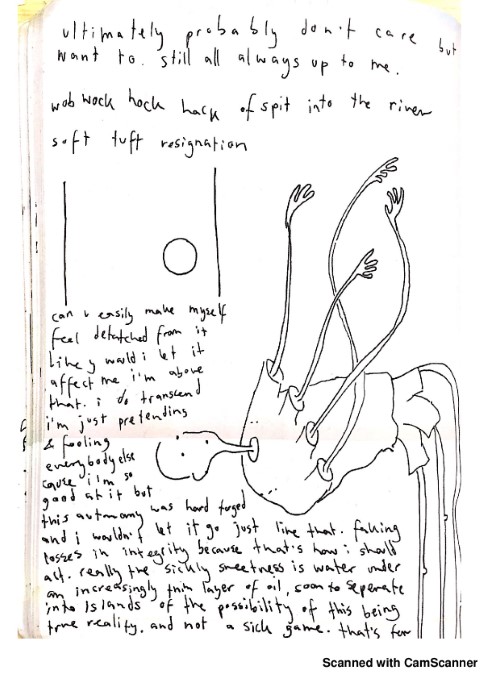 ultimately probably don't care but
want to. still all always up to me.
wob wock hock hack of spit into the river
soft tuft resignation
can v easily make myself
feel detatched from it
like y would i let it
affect me i'm above
that. i do transcend
i'm just pretending
& fooling
everybody else
cause i'm so
good at it but
this autonomy was hard forged
and i wouldn't let it go just like that. faking
losses in integrity because that's how i should
act. really the sickly sweetness is water under
an increasingly thin layer of oil, soon to seperate
into Islands of the possibility of this being
true reality. and not a sick game. that's fun
Scanned with CamScanner